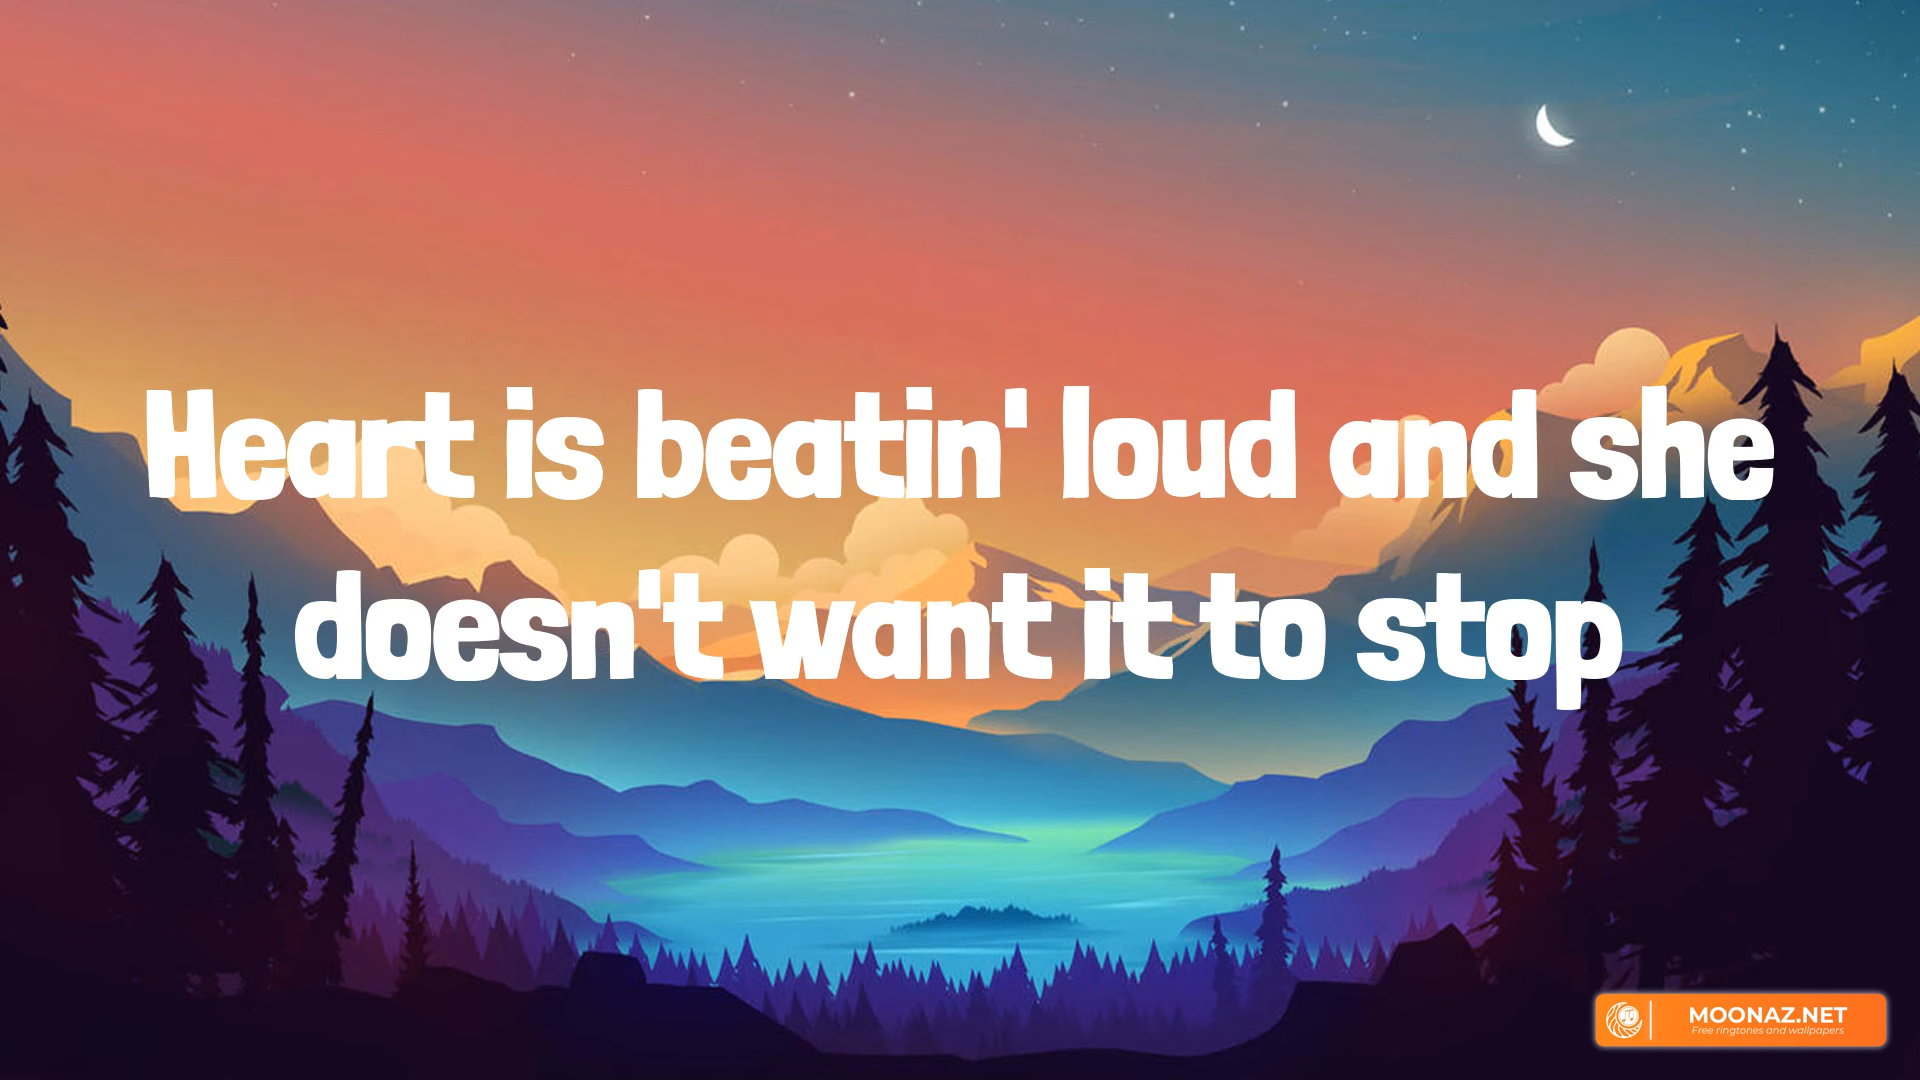 Heart is beatin' loud and she
doesn't want it to stop
MOONAZ.NET
Free ringtones and wallpapers